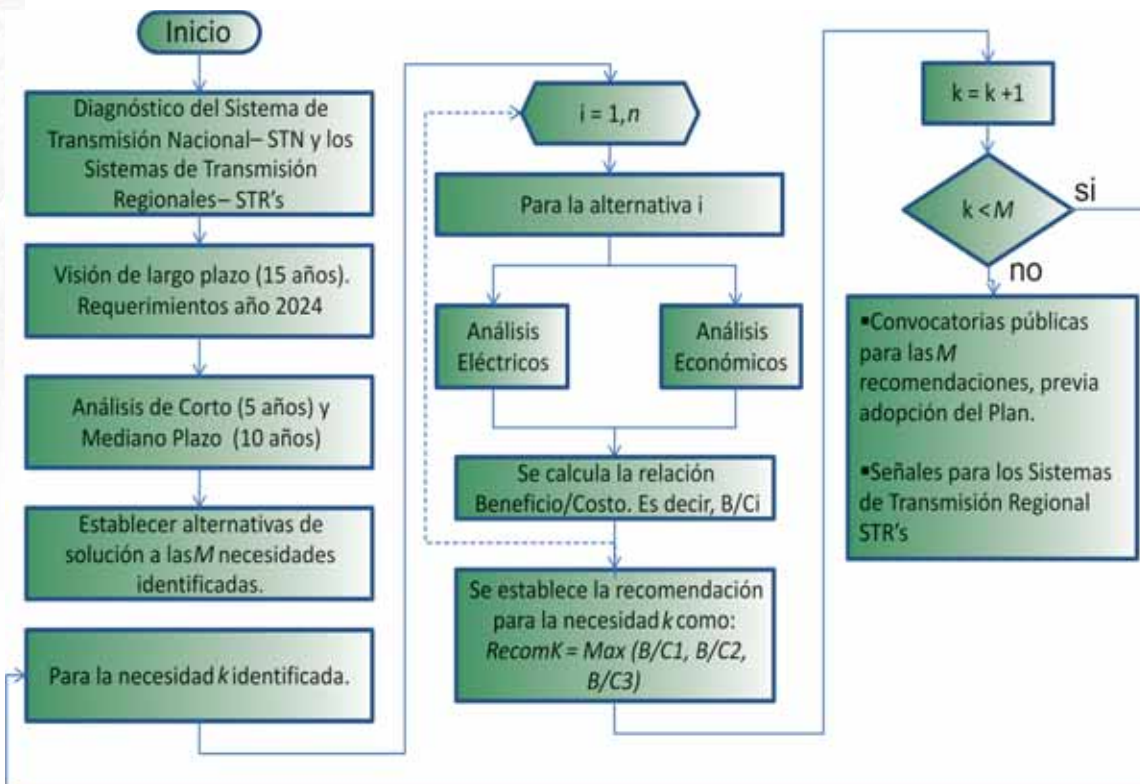 Inicio
Diagnóstico del Sistema de
Transmisión Nacional– STN y los
Sistemas de Transmisión
Regionales– STR's
Visión de largo plazo (15 años).
Requerimientos año 2024
Análisis de Corto (5 años) y
Mediano Plazo (10 años)
Establecer alternativas de
solución a las M necesidades
identificadas.
Para la necesidad k identificada.
i = 1,n
Para la alternativa i
Análisis
Eléctricos
Análisis
Económicos
Se calcula la relación
Beneficio/Costo. Es decir, B/Ci
Se establece la recomendación
para la necesidad k como:
RecomK = Max (B/C1, B/C2,
B/C3)
k = k +1
k < M
si
no
▪Convocatorias públicas
para las M
recomendaciones, previa
adopción del Plan.
▪Señales para los Sistemas
de Transmisión Regional
STR's